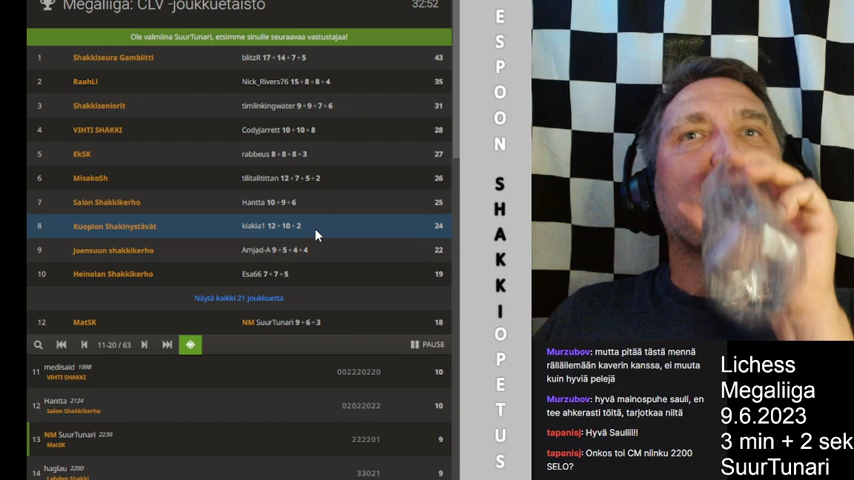 Megaliiga: CLV -joukkuetaisto 32:52
Ole valmiina SuurTunari, etsimme sinulle seuraavaa vastustajaa!
1 Shakkiseura Gambiitti blitzR 17 + 14 + 7 + 5 43
2 RaahLi Nick_Rivers76 15 + 8 + 8 + 4 35
3 Shakkiseniorit timlinkingwater 9 + 9 + 7 + 6 31
4 VIHTI SHAKKI CodyJarrett 10 + 10 + 8 28
5 EkSK rabbeus 8 + 8 + 8 + 3 27
6 MisakoSh tilitalitittan 12 + 7 + 5 + 2 26
7 Salon Shakkikerho Hantta 10 + 9 + 6 25
8 Kuopion Shakinystävät kiakia1 12 + 10 + 2 24
9 Joensuun shakkikerho Amjad-A 9 + 5 + 4 + 4 22
10 Heinolan Shakkikerho Esa66 7 + 7 + 5 19
Näytä kaikki 21 joukkuetta
12 MatSK NM SuurTunari 9 + 6 + 3 18
11-20 / 63 PAUSE
11 medisaid 1998 002220220 10
VIHTI SHAKKI
12 Hantta 2124 02022022 10
Salon Shakkikerho
13 NM SuurTunari 2239 222201 9
MatSK
14 haglau 2280 33021 9
Lahden Shakki
ESPOON
SHAKKI
OPETUS
Murzubov: mutta pitää tästä mennä
rälläilemään kaverin kanssa, ei muuta
kuin hyviä pelejä
Murzubov: hyvä mainospuhe sauli, en
tee ahkerasti töitä, tarjotkaa niitä
tapanisj: Hyvä Sauliii!!
tapanisj: Onkos toi CM niinku 2200
SELO?
Lichess
Megaliiga
9.6.2023
3 min + 2 sek
SuurTunari